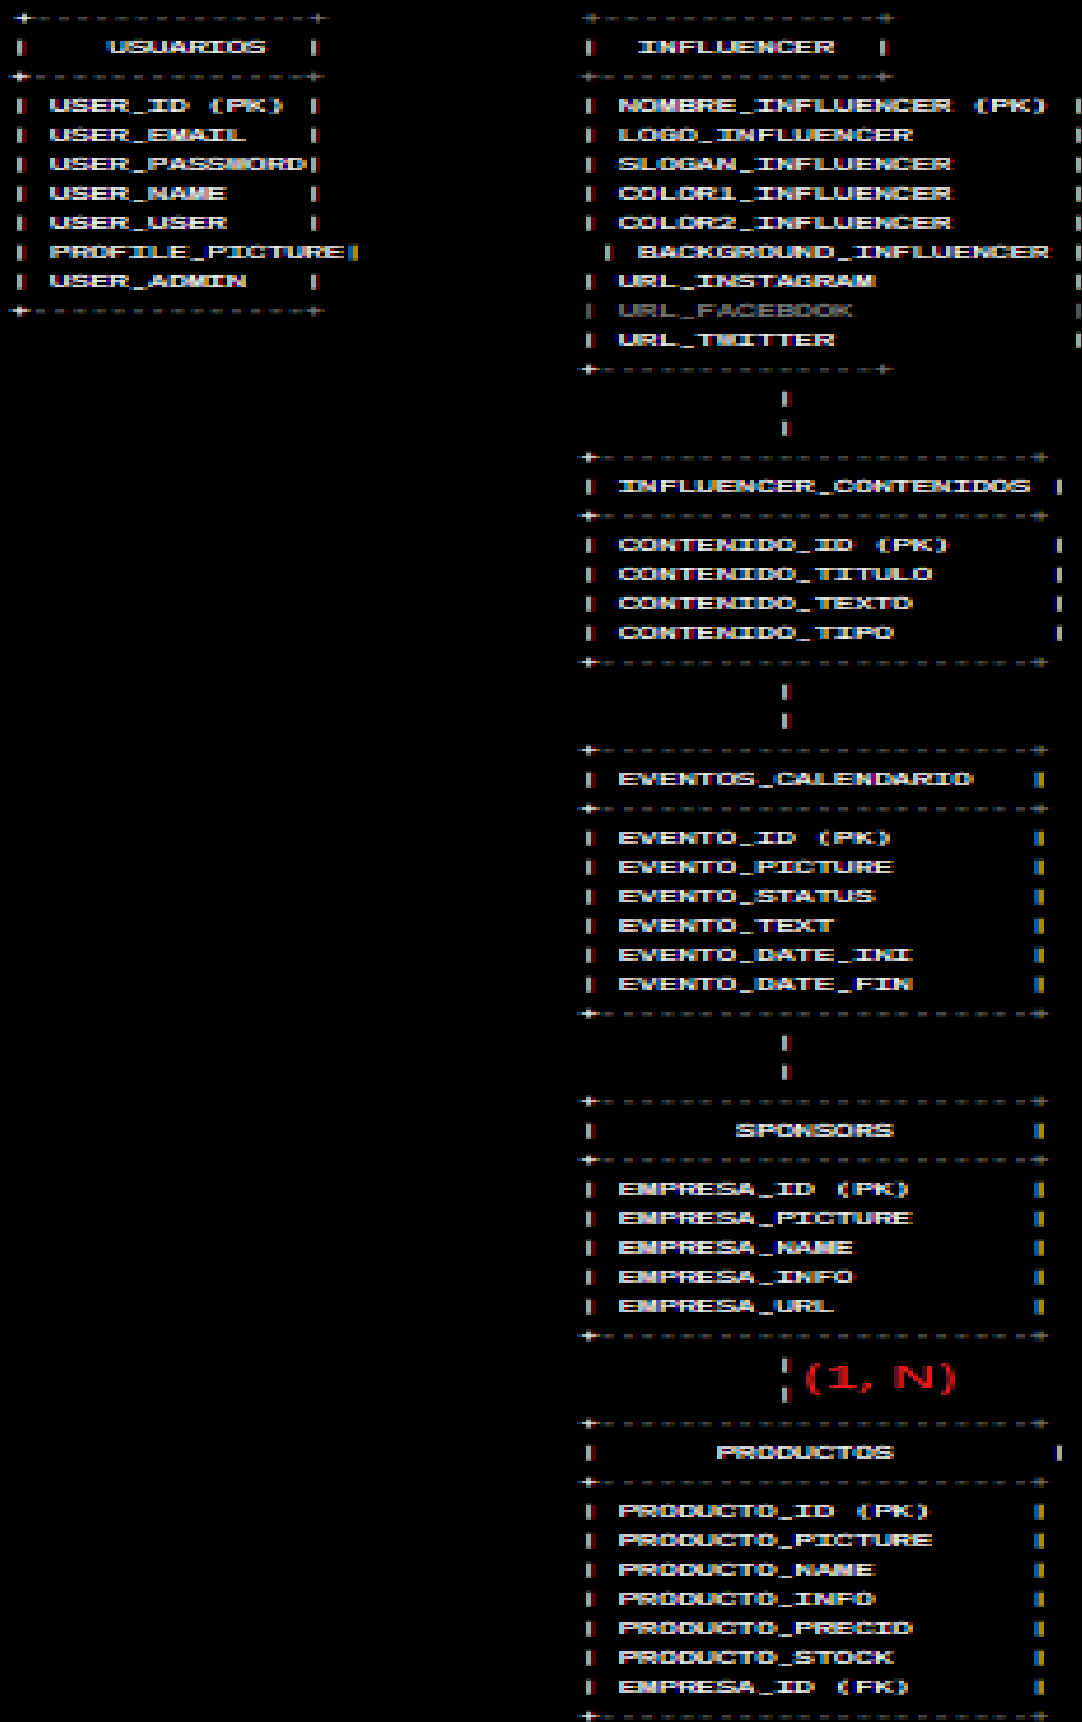 USUARIOS
USER_ID (PK)
USER_EMAIL
USER_PASSWORD
USER_NAME
USER_USER
PROFILE_PICTURE
USER_ADMIN
INFLUENCER
NOMBRE_INFLUENCER (PK)
LOGO_INFLUENCER
SLOGAN_INFLUENCER
COLOR1_INFLUENCER
COLOR2_INFLUENCER
BACKGROUND_INFLUENCER
URL_INSTAGRAM
URL_FACEBOOK
URL_TWITTER
INFLUENCER_CONTENIDOS
CONTENIDO_ID (PK)
CONTENIDO_TITULO
CONTENIDO_TEXTO
CONTENIDO_TIPO
EVENTOS_CALENDARIO
EVENTO_ID (PK)
EVENTO_PICTURE
EVENTO_STATUS
EVENTO_TEXT
EVENTO_DATE_INI
EVENTO_DATE_FIN
SPONSORS
EMPRESA_ID (PK)
EMPRESA_PICTURE
EMPRESA_NAME
EMPRESA_INFO
EMPRESA_URL
(1, N)
PRODUCTOS
PRODUCTO_ID (PK)
PRODUCTO_PICTURE
PRODUCTO_NAME
PRODUCTO_INFO
PRODUCTO_PRECIO
PRODUCTO_STOCK
EMPRESA_ID (FK)